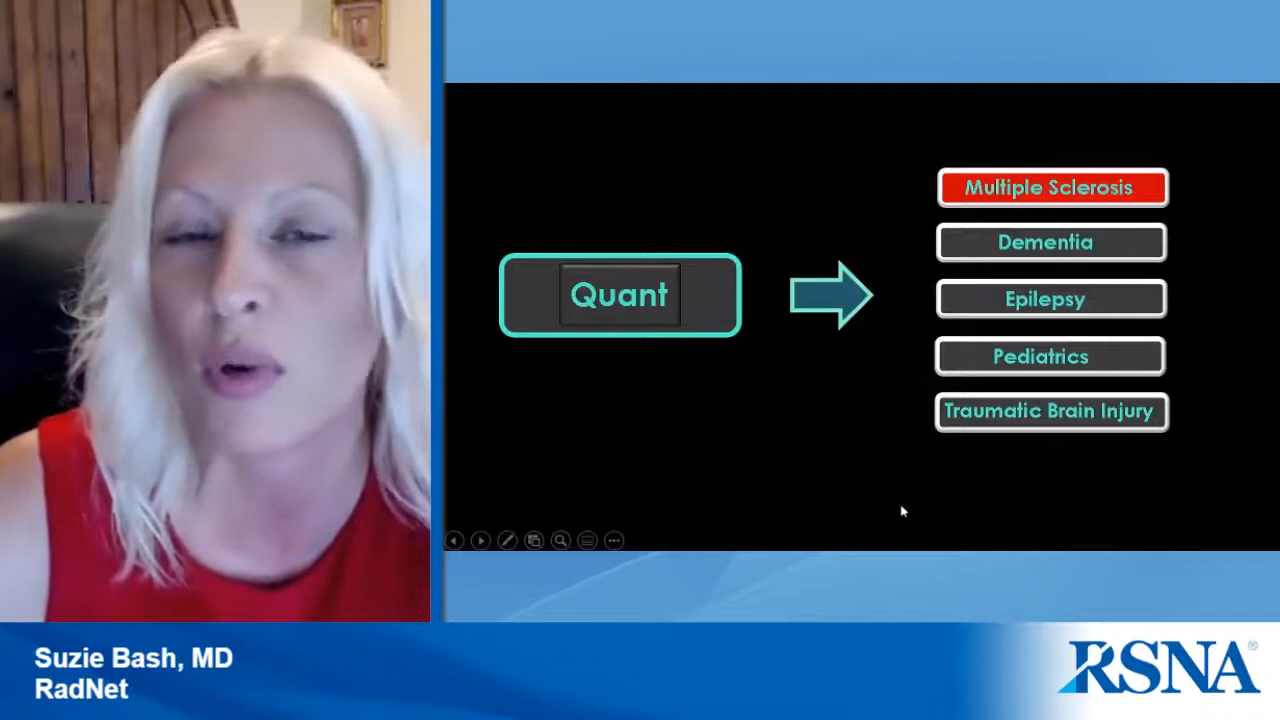 Quant
Multiple Sclerosis
Dementia
Epilepsy
Pediatrics
Traumatic Brain Injury
Suzie Bash, MD
RadNet
RSNA®